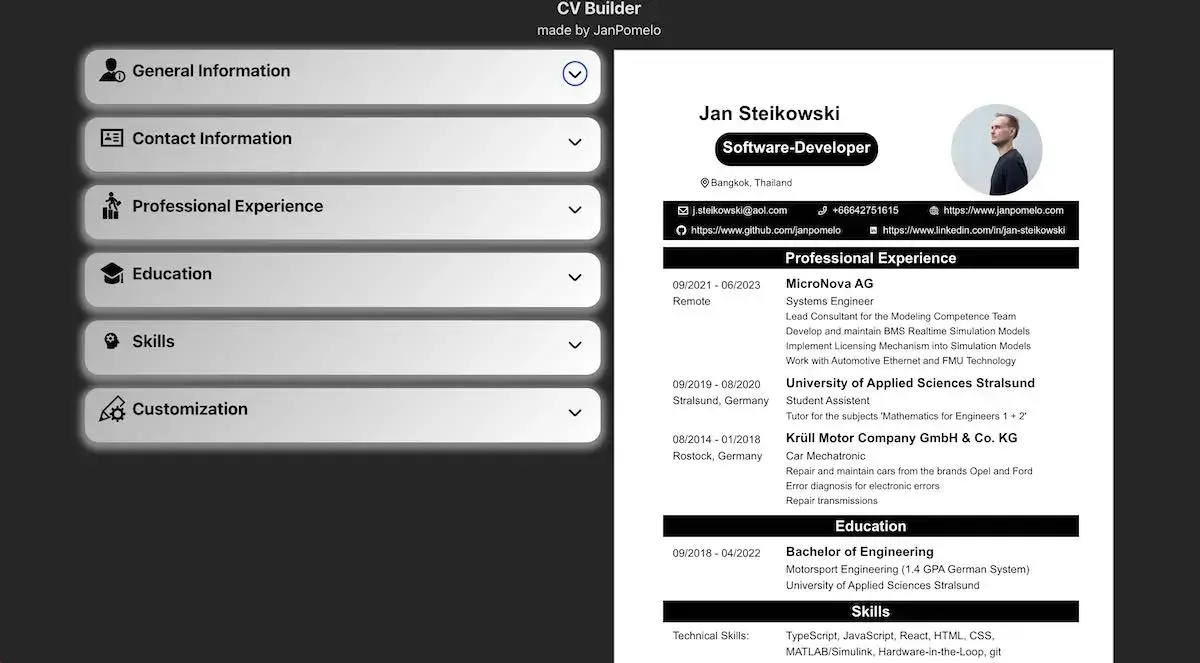 CV Builder
made by JanPomelo
General Information
Contact Information
Professional Experience
Education
Skills
Customization
Jan Steikowski
Software-Developer
Bangkok, Thailand
j.steikowski@aol.com +66642751615 https://www.janpomelo.com
https://www.github.com/janpomelo https://www.linkedin.com/in/jan-steikowski
Professional Experience
09/2021 - 06/2023 MicroNova AG
Remote Systems Engineer
Lead Consultant for the Modeling Competence Team
Develop and maintain BMS Realtime Simulation Models
Implement Licensing Mechanism into Simulation Models
Work with Automotive Ethernet and FMU Technology
09/2019 - 08/2020 University of Applied Sciences Stralsund
Stralsund, Germany Student Assistent
Tutor for the subjects 'Mathematics for Engineers 1 + 2'
08/2014 - 01/2018 Krüll Motor Company GmbH & Co. KG
Rostock, Germany Car Mechatronic
Repair and maintain cars from the brands Opel and Ford
Error diagnosis for electronic errors
Repair transmissions
Education
09/2018 - 04/2022 Bachelor of Engineering
Motorsport Engineering (1.4 GPA German System)
University of Applied Sciences Stralsund
Skills
Technical Skills: TypeScript, JavaScript, React, HTML, CSS,
MATLAB/Simulink, Hardware-in-the-Loop, git